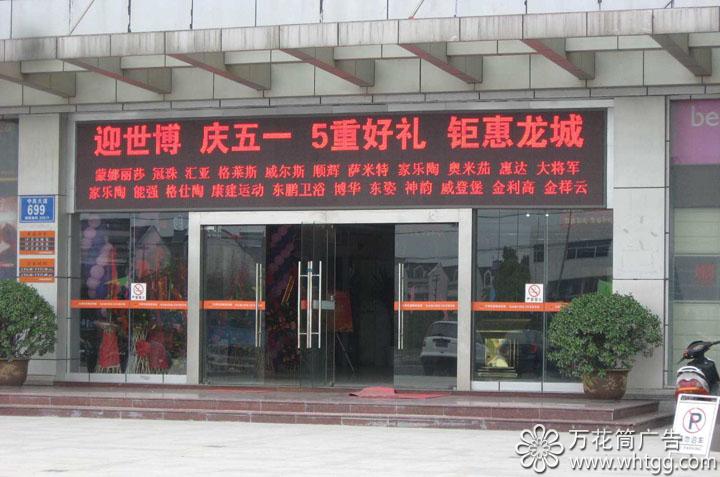 迎世博 庆五一 5重好礼 钜惠龙城
蒙娜丽莎 冠珠 汇亚 格莱斯 威尔斯 顺辉 萨米特 家乐陶 奥米茄 惠达 大将军
家乐陶 能强 格仕陶 康建运动 东鹏卫浴 博华 东姿 神韵 威登堡 金利高 金祥云
699
be
P
万花筒广告
www.whtgg.com